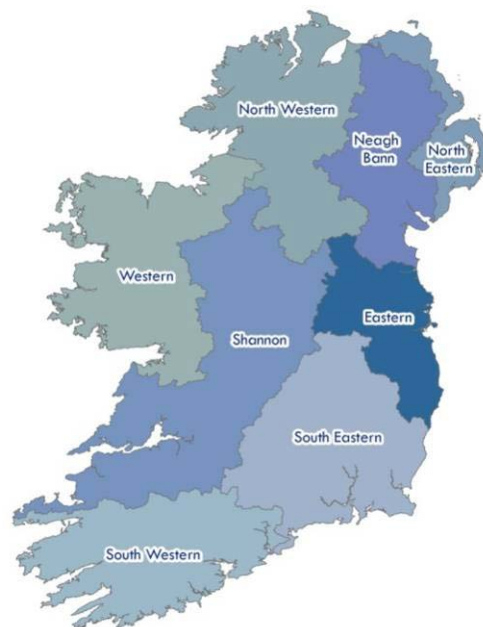 North Western
Neagh
Bann
North
Eastern
Western
Shannon
Eastern
South Eastern
South Western